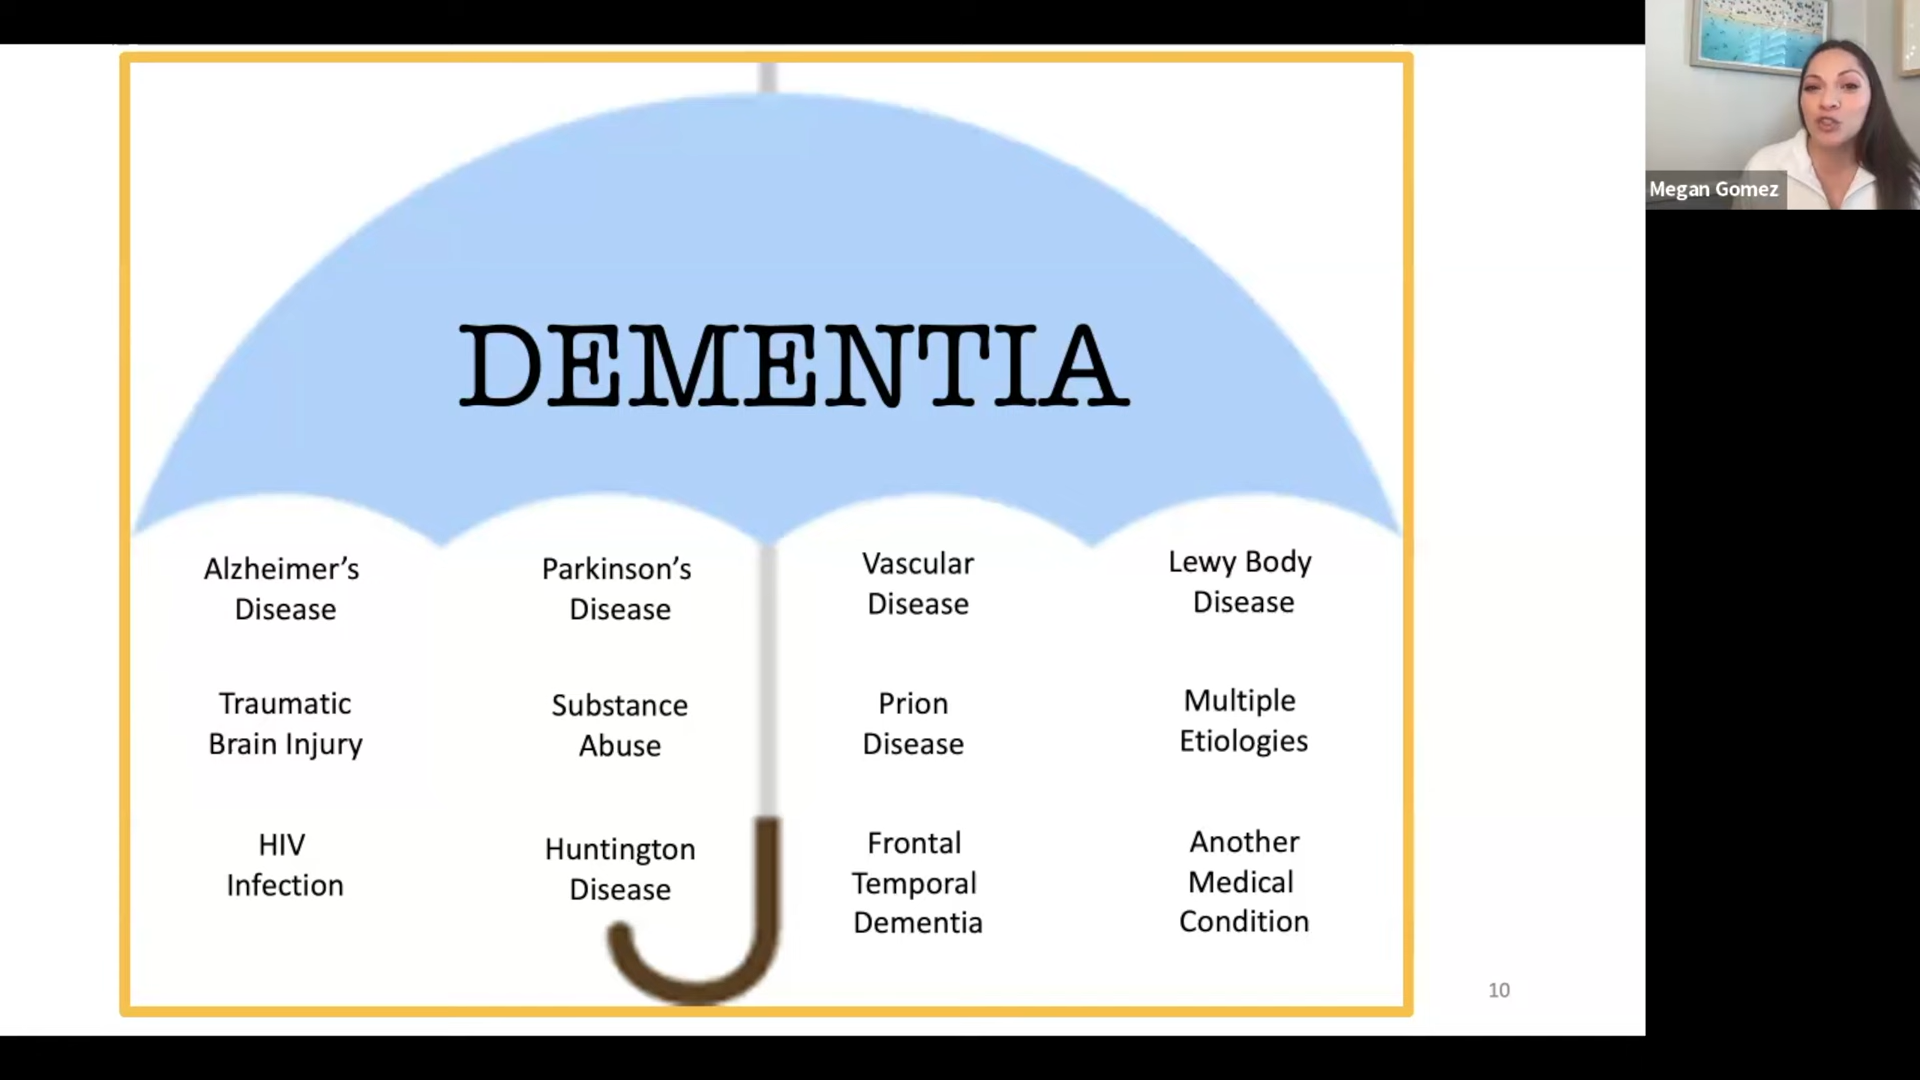 DEMENTIA
Alzheimer’s
Disease
Parkinson’s
Disease
Vascular
Disease
Lewy Body
Disease
Traumatic
Brain Injury
Substance
Abuse
Prion
Disease
Multiple
Etiologies
HIV
Infection
Huntington
Disease
Frontal
Temporal
Dementia
Another
Medical
Condition
10
Megan Gomez